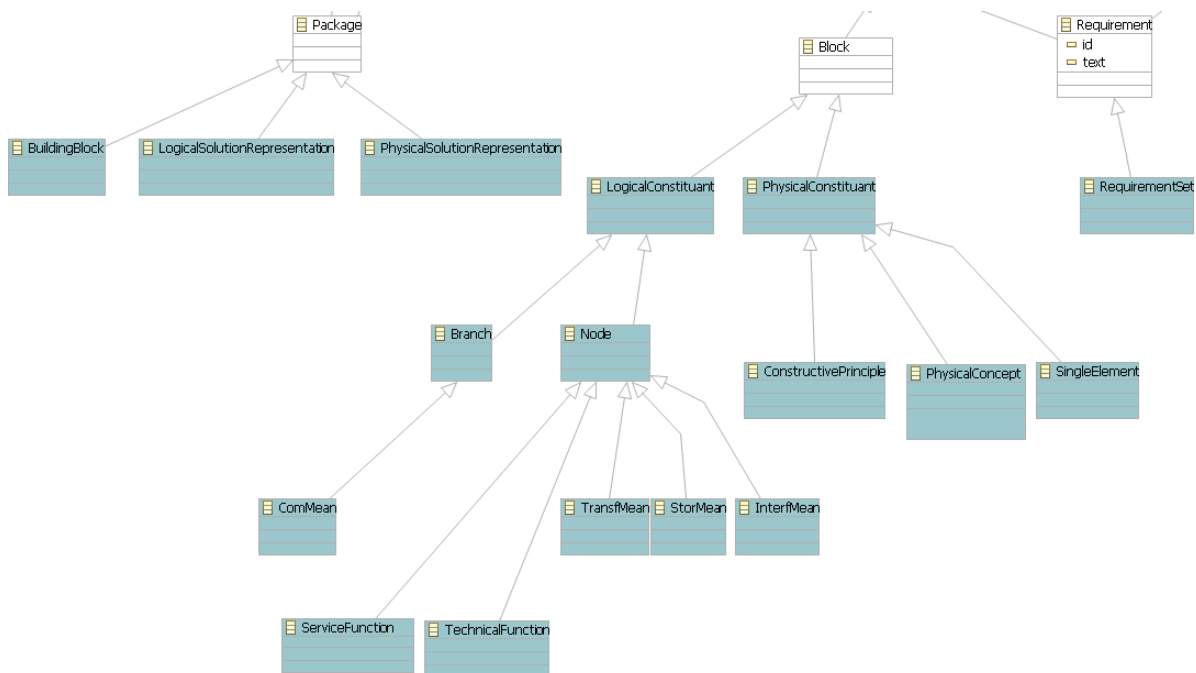 Package
Requirement
id
text
Block
BuildingBlock
LogicalSolutionRepresentation
PhysicalSolutionRepresentation
LogicalConstituant
PhysicalConstituant
RequirementSet
Branch
Node
ConstructivePrinciple
PhysicalConcept
SingleElement
ComMean
TransfMean
StorMean
InterfMean
ServiceFunction
TechnicalFunction